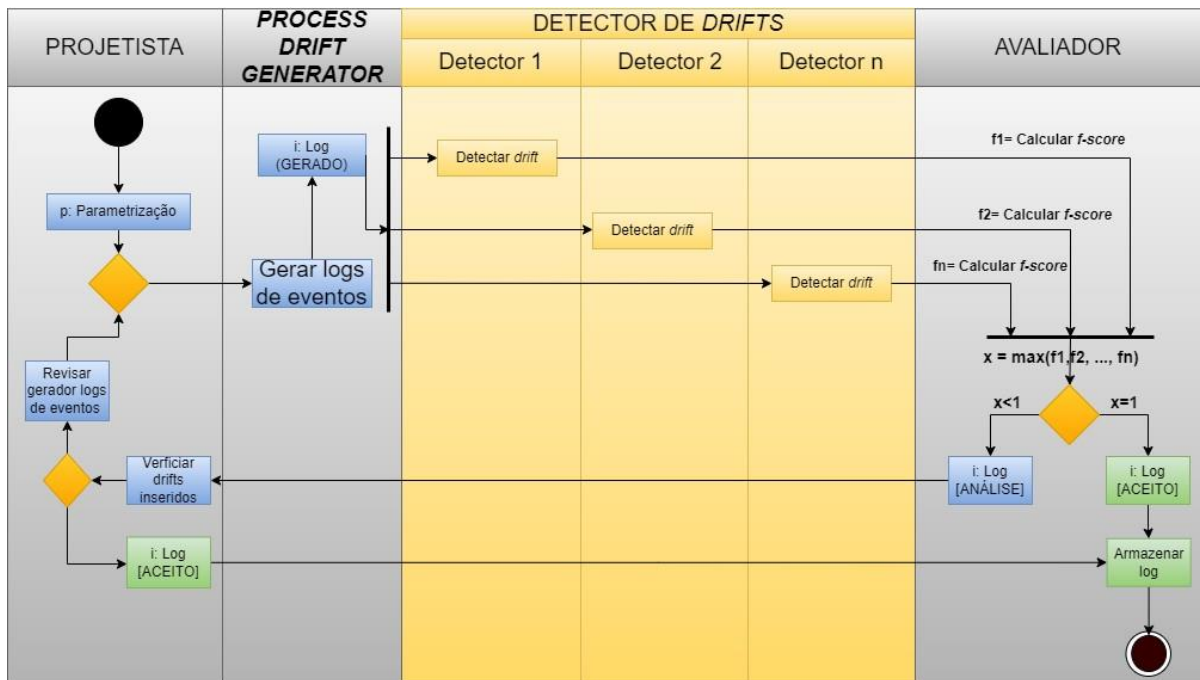 PROJETISTA
PROCESS
DRIFT
GENERATOR
DETECTOR DE DRIFTS
Detector 1
Detector 2
Detector n
AVALIADOR
i: Log
(GERADO)
Detectar drift
f1= Calcular f-score
p: Parametrização
Detectar drift
f2= Calcular f-score
Gerar logs
de eventos
Detectar drift
fn= Calcular f-score
x = max(f1,f2, ..., fn)
Revisar
gerador logs
de eventos
x<1
x=1
Verficiar
drifts
inseridos
i: Log
[ANÁLISE]
i: Log
[ACEITO]
i: Log
[ACEITO]
Armazenar
log